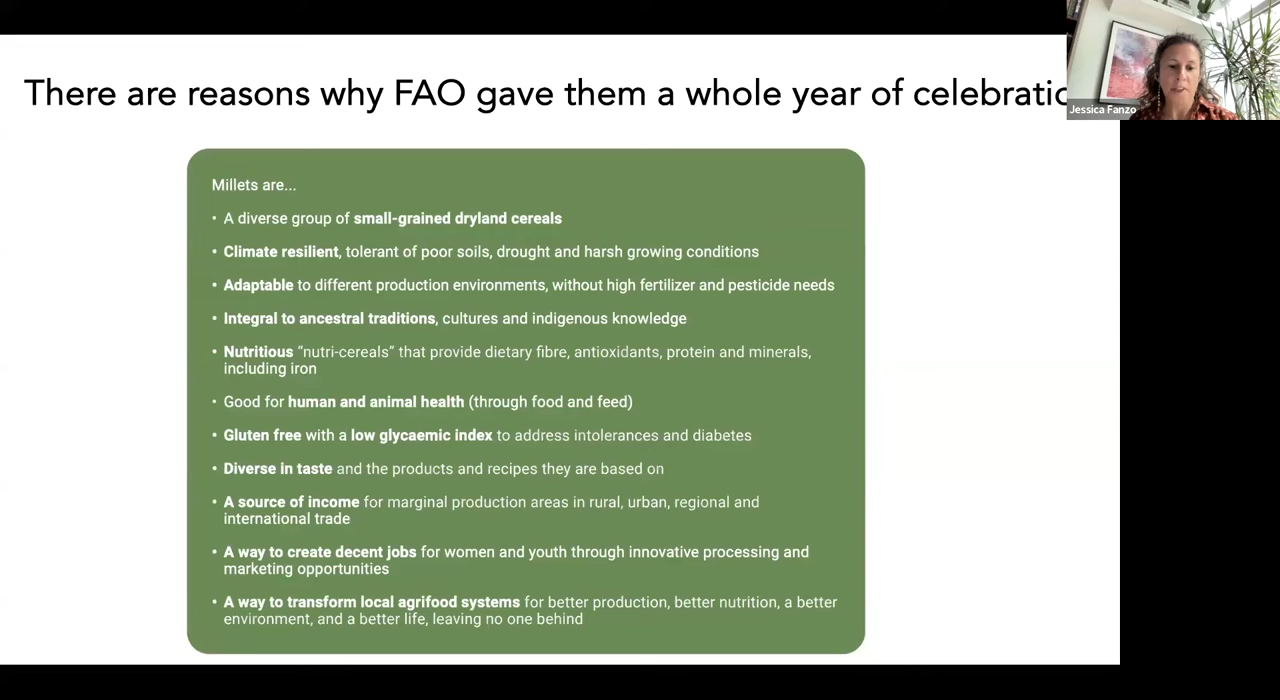 There are reasons why FAO gave them a whole year of celebratio
Jessica Fanzo
Millets are...
• A diverse group of small-grained dryland cereals
• Climate resilient, tolerant of poor soils, drought and harsh growing conditions
• Adaptable to different production environments, without high fertilizer and pesticide needs
• Integral to ancestral traditions, cultures and indigenous knowledge
• Nutritious “nutri-cereals” that provide dietary fibre, antioxidants, protein and minerals,
including iron
• Good for human and animal health (through food and feed)
• Gluten free with a low glycaemic index to address intolerances and diabetes
• Diverse in taste and the products and recipes they are based on
• A source of income for marginal production areas in rural, urban, regional and
international trade
• A way to create decent jobs for women and youth through innovative processing and
marketing opportunities
• A way to transform local agrifood systems for better production, better nutrition, a better
environment, and a better life, leaving no one behind